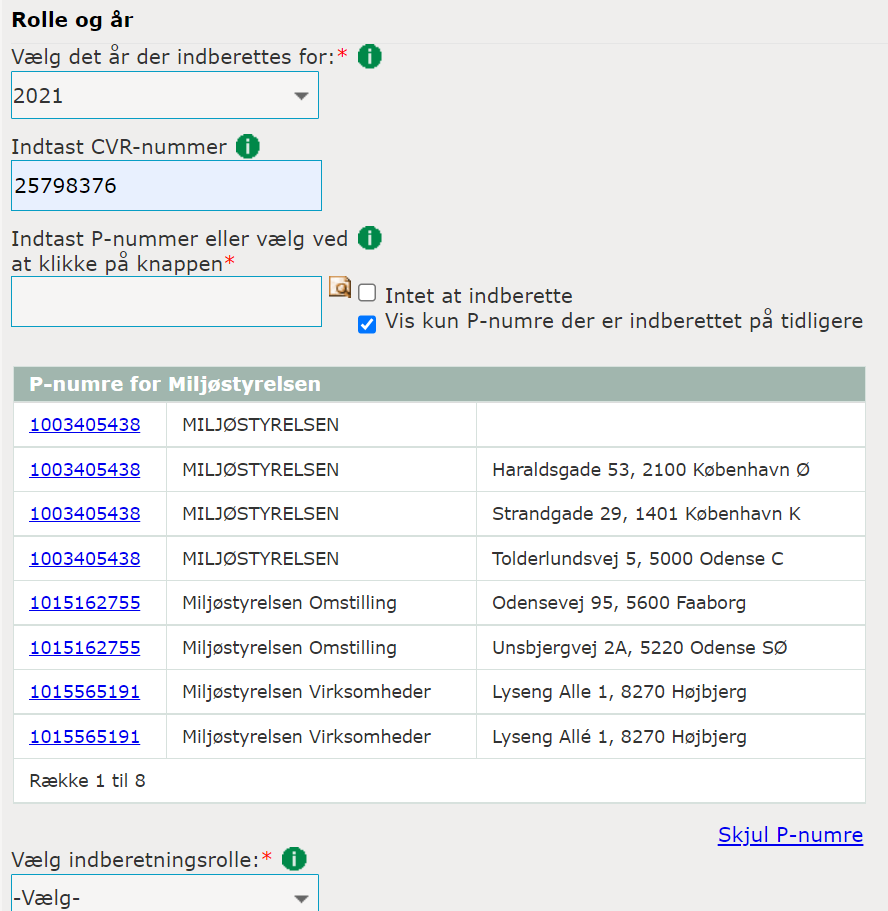 Rolle og år
Vælg det år der indberettes for:*
2021
Indtast CVR-nummer
25798376
Indtast P-nummer eller vælg ved
at klikke på knappen*
Intet at indberette
Vis kun P-numre der er indberettet på tidligere
P-numre for Miljøstyrelsen
1003405438 MILJØSTYRELSEN
1003405438 MILJØSTYRELSEN Haraldsgade 53, 2100 København Ø
1003405438 MILJØSTYRELSEN Strandgade 29, 1401 København K
1003405438 MILJØSTYRELSEN Tolderlundsvej 5, 5000 Odense C
1015162755 Miljøstyrelsen Omstilling Odensevej 95, 5600 Faaborg
1015162755 Miljøstyrelsen Omstilling Unsbjergvej 2A, 5220 Odense SØ
1015565191 Miljøstyrelsen Virksomheder Lyseng Alle 1, 8270 Højbjerg
1015565191 Miljøstyrelsen Virksomheder Lyseng Allé 1, 8270 Højbjerg
Række 1 til 8
Skjul P-numre
Vælg indberetningsrolle:*
-Vælg-